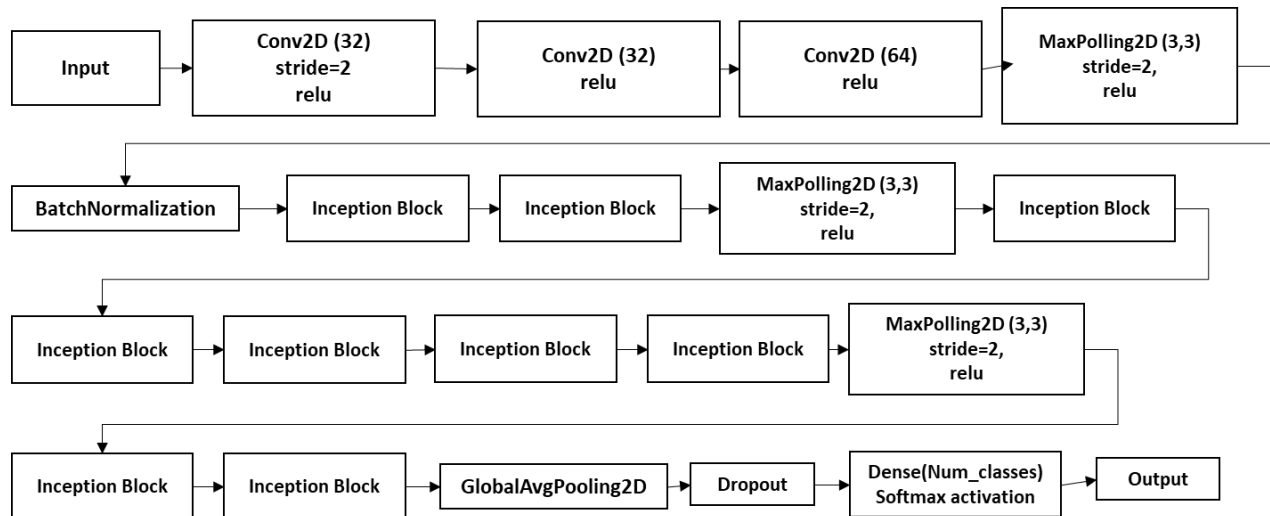 Input
Conv2D (32)
stride=2
relu
Conv2D (32)
relu
Conv2D (64)
relu
MaxPolling2D (3,3)
stride=2,
relu
BatchNormalization
Inception Block
Inception Block
MaxPolling2D (3,3)
stride=2,
relu
Inception Block
Inception Block
Inception Block
Inception Block
Inception Block
MaxPolling2D (3,3)
stride=2,
relu
Inception Block
Inception Block
GlobalAvgPooling2D
Dropout
Dense(Num_classes)
Softmax activation
Output